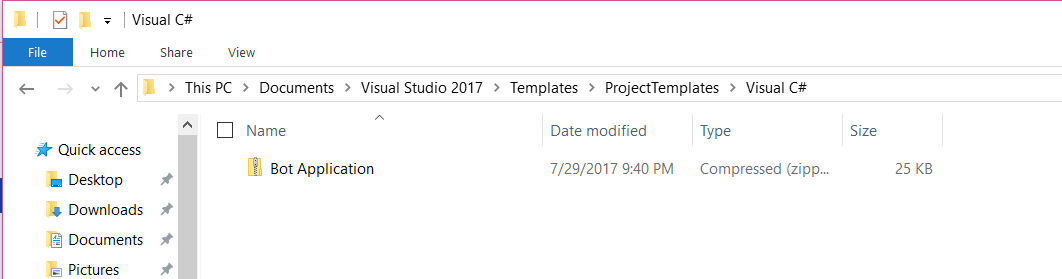 Visual C#
File Home Share View
This PC Documents Visual Studio 2017 Templates ProjectTemplates Visual C#
Name Date modified Type Size
Quick access
Bot Application 7/29/2017 9:40 PM Compressed (zipp... 25 KB
Desktop
Downloads
Documents
Pictures